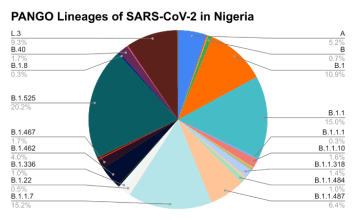 PANGO Lineages of SARS-CoV-2 in Nigeria
L.3
9.3%
B.40
1.7%
B.1.8
0.3%
B.1.525
20.2%
B.1.467
1.7%
B.1.462
4.0%
B.1.336
1.0%
B.1.22
0.5%
B.1.1.7
15.2%
A
5.2%
B
0.7%
B.1
10.9%
B.1.1
15.0%
B.1.1.1
0.3%
B.1.1.10
1.6%
B.1.1.318
1.4%
B.1.1.484
1.0%
B.1.1.487
6.4%